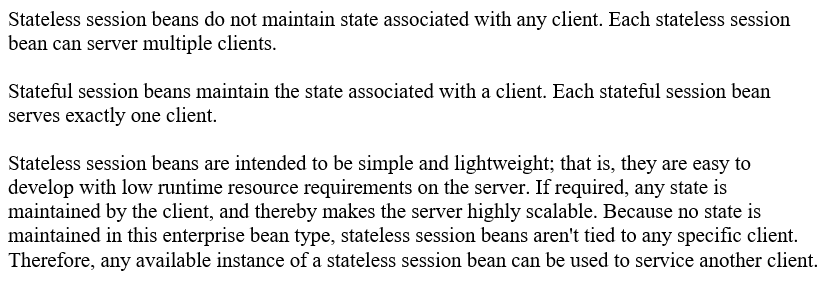 Stateless session beans do not maintain state associated with any client. Each stateless session
bean can server multiple clients.
Stateful session beans maintain the state associated with a client. Each stateful session bean
serves exactly one client.
Stateless session beans are intended to be simple and lightweight; that is, they are easy to
develop with low runtime resource requirements on the server. If required, any state is
maintained by the client, and thereby makes the server highly scalable. Because no state is
maintained in this enterprise bean type, stateless session beans aren't tied to any specific client.
Therefore, any available instance of a stateless session bean can be used to service another client.